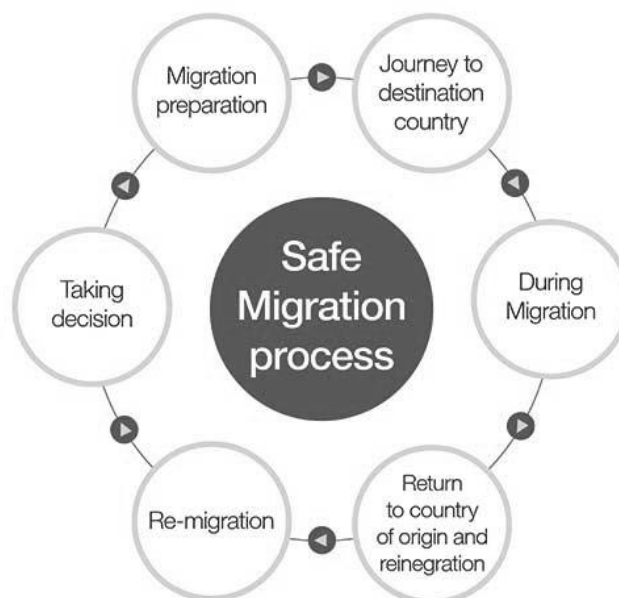 Migration
preparation
Journey to
destination
country
During
Migration
Return
to country
of origin and
reinegration
Re-migration
Taking
decision
Safe
Migration
process